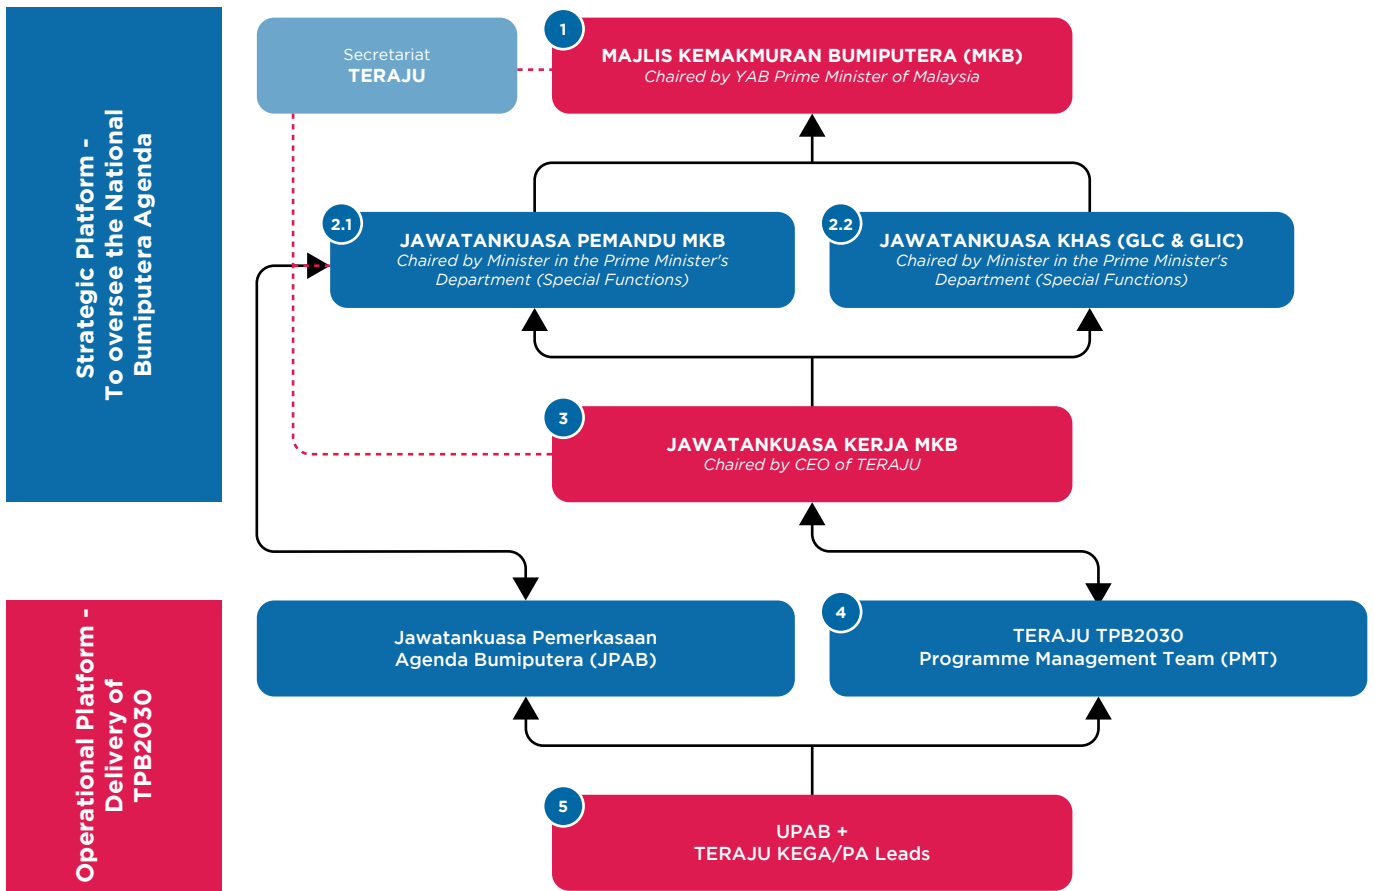 Strategic Platform -
To oversee the National
Bumiputera Agenda
Secretariat
TERAJU
1
MAJLIS KEMAKMURAN BUMIPUTERA (MKB)
Chaired by YAB Prime Minister of Malaysia
2.1
JAWATANKUASA PEMANDU MKB
Chaired by Minister in the Prime Minister's
Department (Special Functions)
2.2
JAWATANKUASA KHAS (GLC & GLIC)
Chaired by Minister in the Prime Minister's
Department (Special Functions)
3
JAWATANKUASA KERJA MKB
Chaired by CEO of TERAJU
Operational Platform -
Delivery of
TPB2030
Jawatankuasa Pemerkasaan
Agenda Bumiputera (JPAB)
4
TERAJU TPB2030
Programme Management Team (PMT)
5
UPAB +
TERAJU KEGA/PA Leads